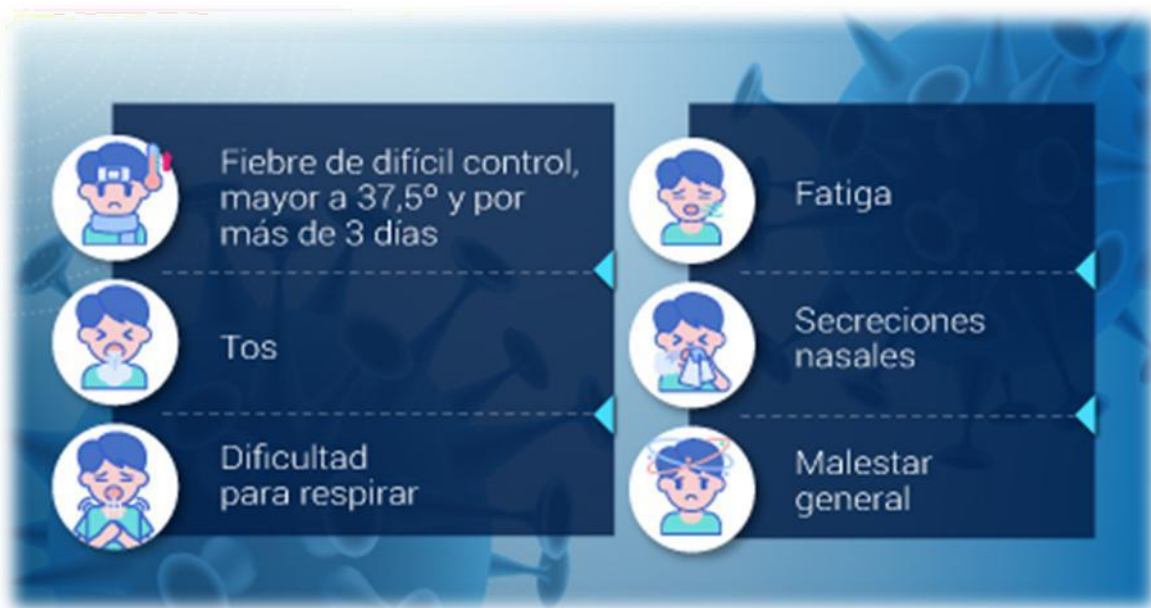 Fiebre de difícil control,
mayor a 37,5º y por
más de 3 días
Tos
Dificultad
para respirar
Fatiga
Secreciones
nasales
Malestar
general